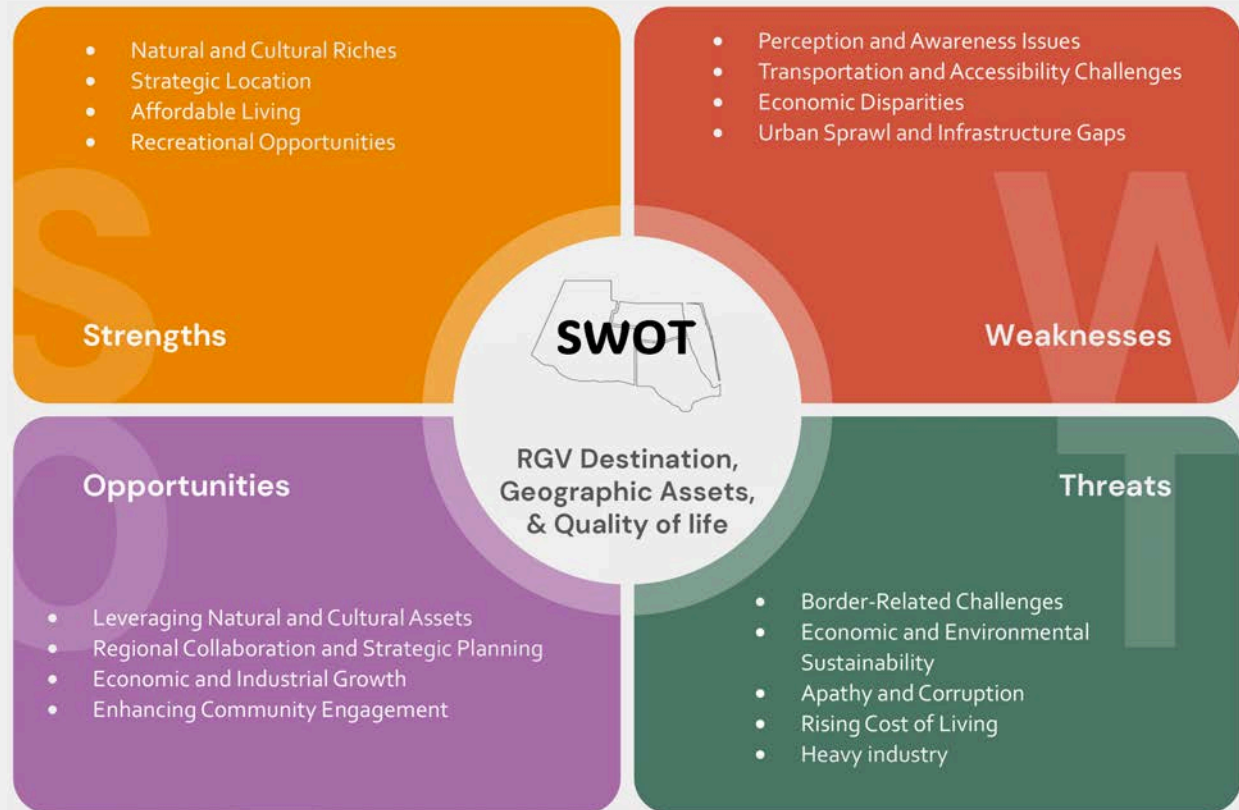 S
• Natural and Cultural Riches
• Strategic Location
• Affordable Living
• Recreational Opportunities
Strengths
W
• Perception and Awareness Issues
• Transportation and Accessibility Challenges
• Economic Disparities
• Urban Sprawl and Infrastructure Gaps
Weaknesses
SWOT
RGV Destination,
Geographic Assets,
& Quality of life
O
Opportunities
• Leveraging Natural and Cultural Assets
• Regional Collaboration and Strategic Planning
• Economic and Industrial Growth
• Enhancing Community Engagement
T
Threats
• Border-Related Challenges
• Economic and Environmental
Sustainability
• Apathy and Corruption
• Rising Cost of Living
• Heavy industry